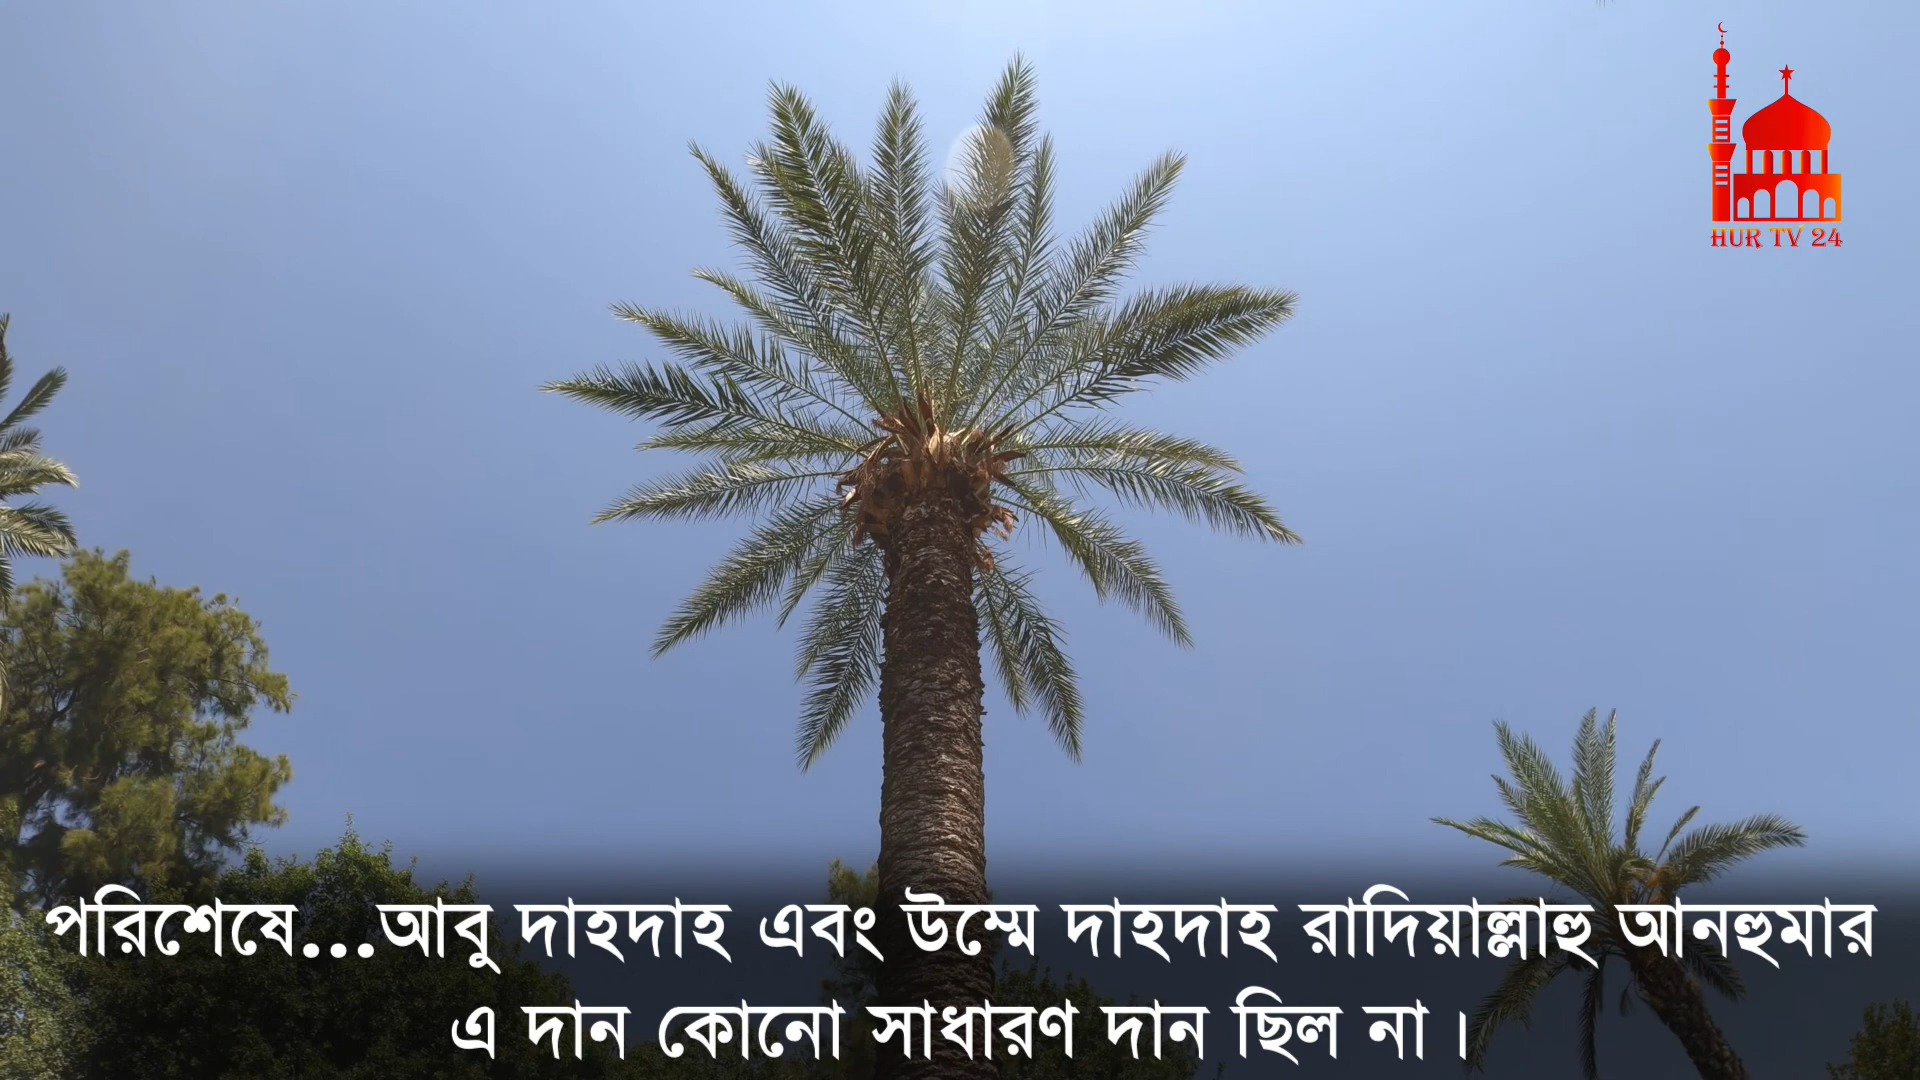 HUR TV 24
পরিশেষে...আবু দাহদাহ এবং উম্মে দাহদাহ রাদিয়াল্লাহু আনহুমার
এ দান কোনো সাধারণ দান ছিল না।